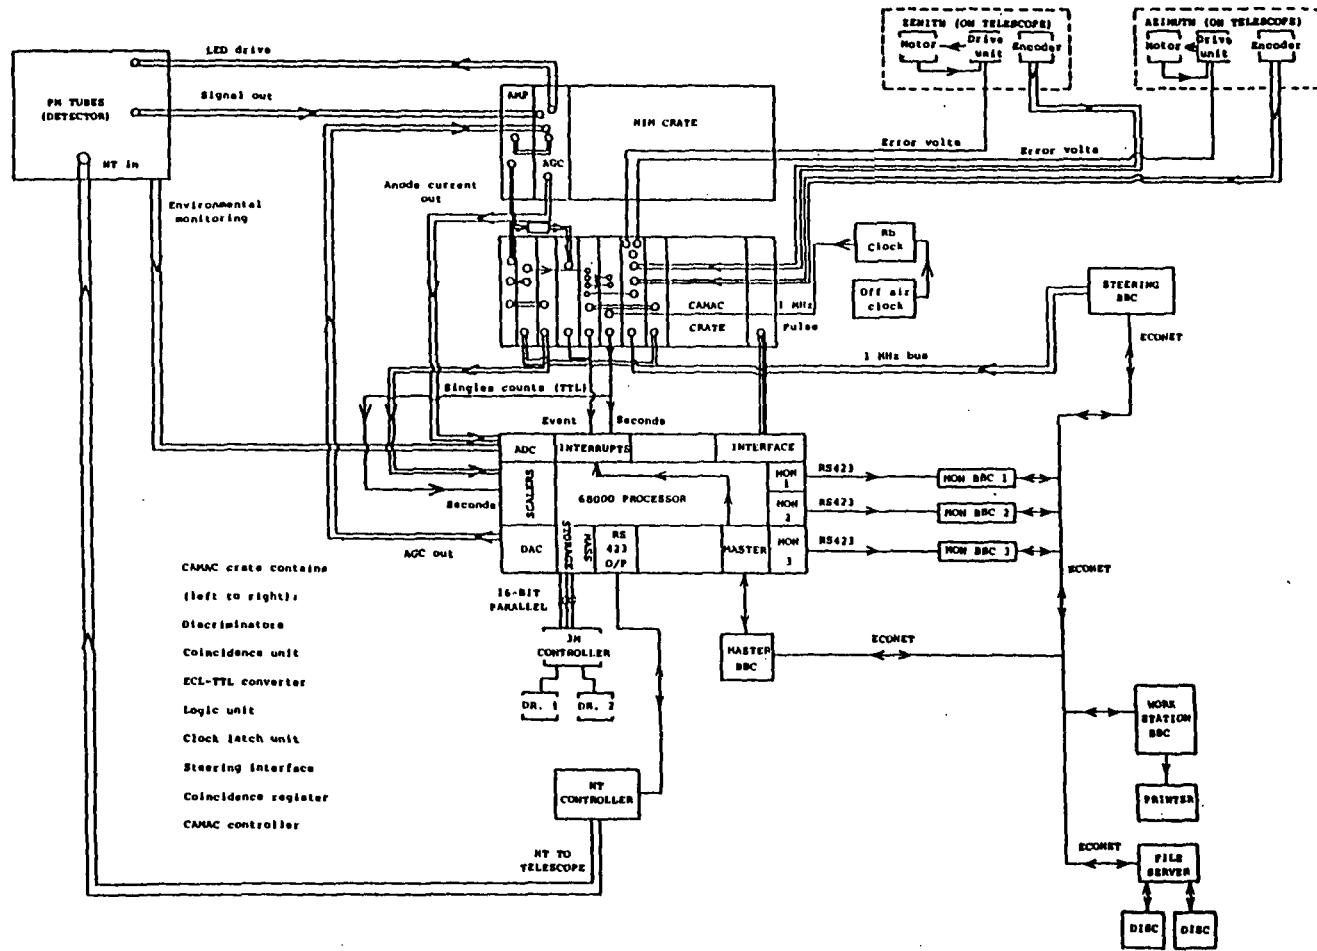 ZENITH (ON TELESCOPE)
Motor
Drive
unit
Encoder
AZIMUTH (ON TELESCOPE)
Motor
Drive
unit
Encoder
LED drive
PM TUBES
(DETECTOR)
Signal out
HT in
AMP
NIM CRATE
AGC
Error volts
Error volts
Anode current
out
Environmental
monitoring
Rb
Clock
Off air
clock
CAMAC
CRATE
1 MHz
Pulse
STEERING
BBC
ECONET
1 MHz bus
Singles counts (TTL)
Event
Seconds
ADC
INTERRUPTS
INTERFACE
SCALERS
68000 PROCESSOR
MON
1
RS423
MON BBC 1
Seconds
MON
2
RS423
MON BBC 2
DAC
MASS
STORAGE
RS
423
O/P
MASTER
MON
3
RS423
MON BBC 3
AGC out
ECONET
CAMAC crate contains
(left to right):
Discriminators
Coincidence unit
ECL-TTL converter
Logic unit
Clock latch unit
Steering interface
Coincidence register
CAMAC controller
16-BIT
PARALLEL
3M
CONTROLLER
DR. 1
DR. 2
MASTER
BBC
ECONET
WORK
STATION
BBC
PRINTER
HT
CONTROLLER
HT TO
TELESCOPE
ECONET
FILE
SERVER
DISC
DISC